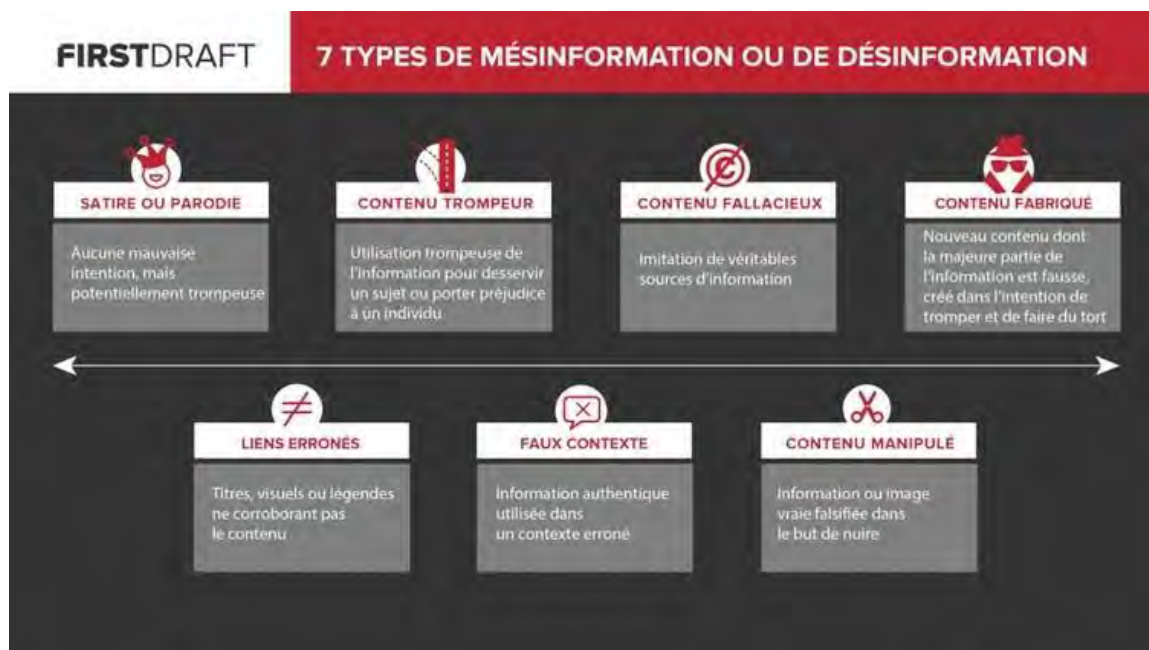 FIRSTDRAFT
7 TYPES DE MÉSINFORMATION OU DE DÉSINFORMATION
SATIRE OU PARODIE
Aucune mauvaise
intention, mais
potentiellement trompeuse
CONTENU TROMPEUR
Utilisation trompeuse de
l'information pour desservir
un sujet ou porter préjudice
à un individu
CONTENU FALLACIEUX
Imitation de véritables
sources d'information
CONTENU FABRIQUÉ
Nouveau contenu dont
la majeure partie de
l'information est fausse,
créé dans l'intention de
tromper et de faire du tort
LIENS ERRONÉS
Titres, visuels ou légendes
ne corroborant pas
le contenu
FAUX CONTEXTE
Information authentique
utilisée dans
un contexte erroné
CONTENU MANIPULÉ
Information ou image
vraie falsifiée dans
le but de nuire